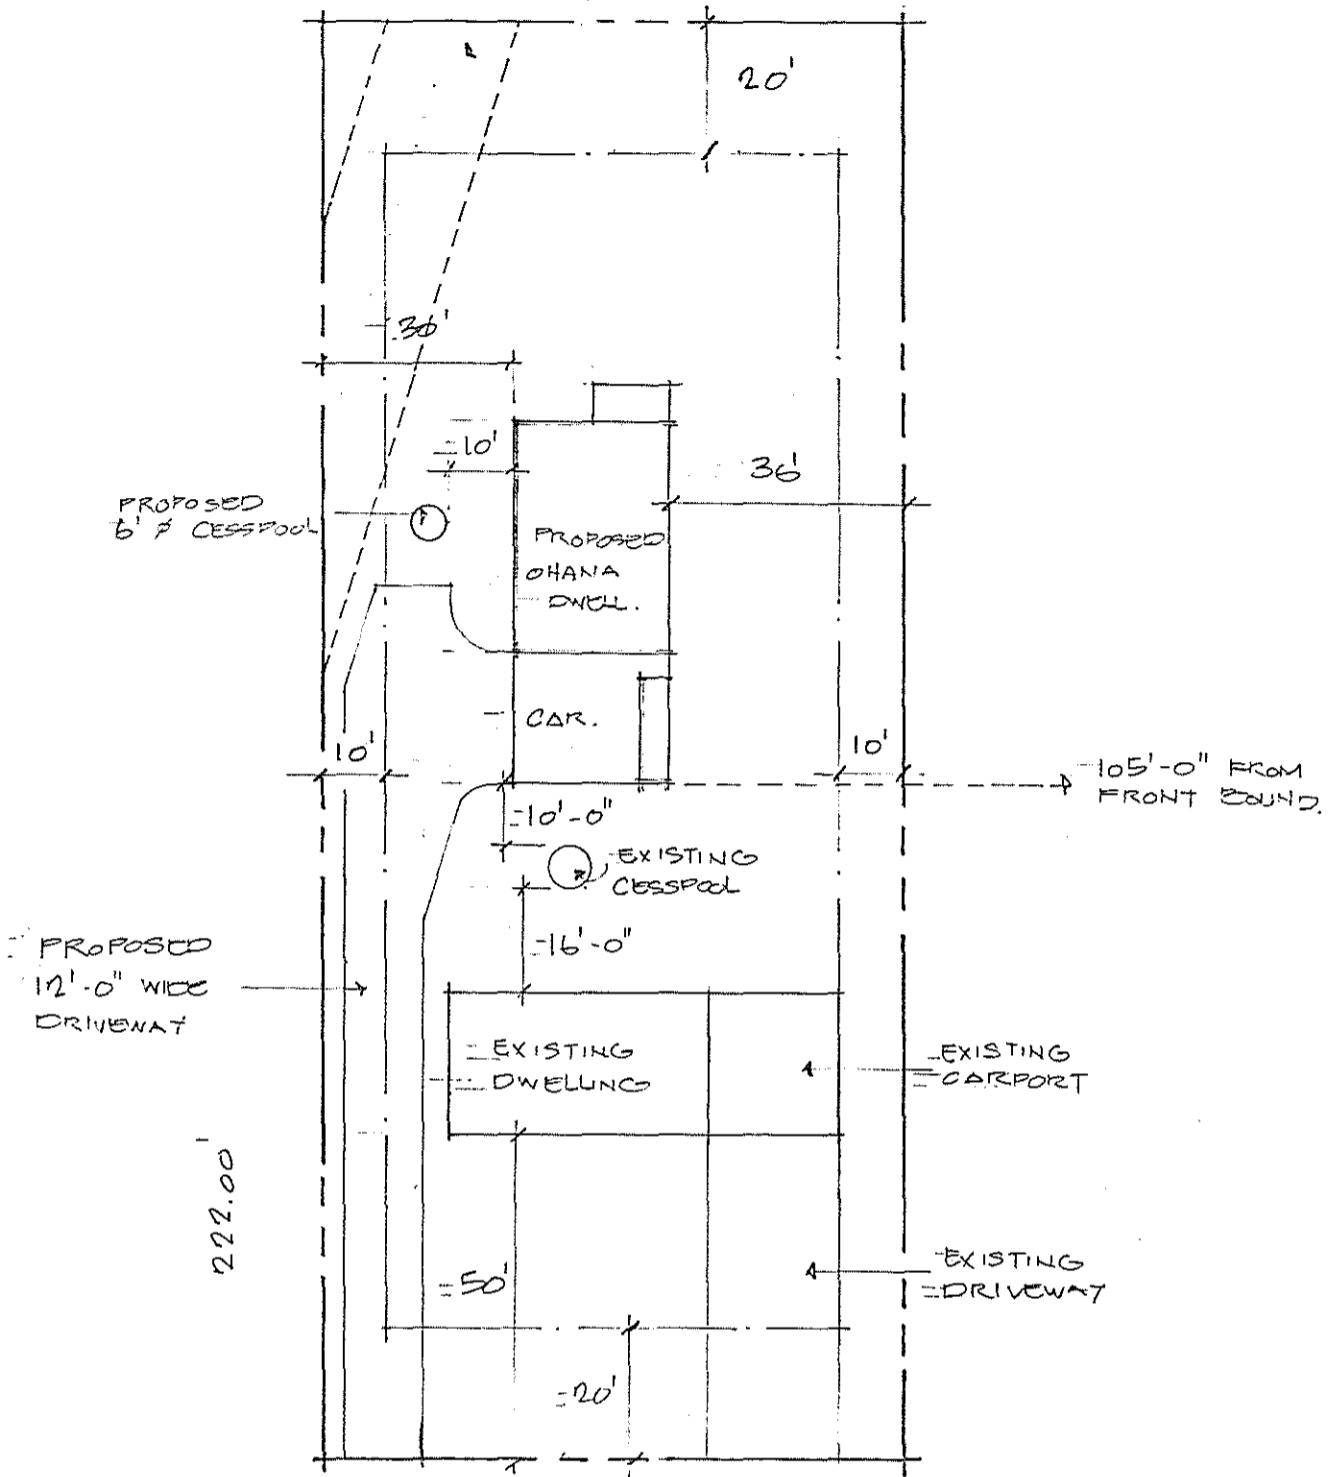 20'
30'
10'
36'
PROPOSED
6' Ø CESSPOOL
PROPOSED
OHANA
DWELL.
CAR.
10'
10'
105'-0" FROM
FRONT BOUND.
10'-0"
EXISTING
CESSPOOL
16'-0"
PROPOSED
12'-0" WIDE
DRIVEWAY
EXISTING
DWELLING
EXISTING
CARPORT
222.00'
50'
EXISTING
DRIVEWAY
20'